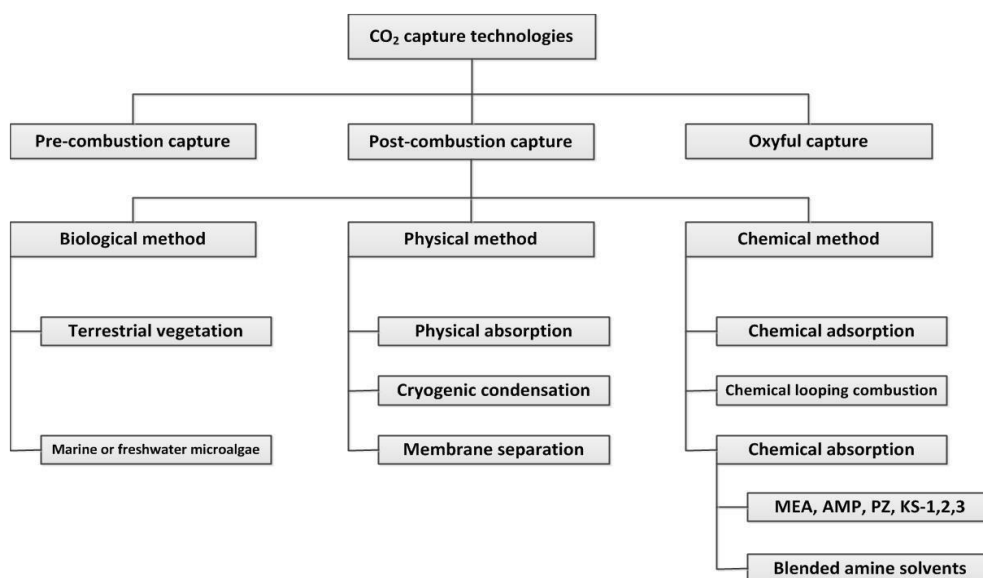 CO₂ capture technologies
Pre-combustion capture
Post-combustion capture
Oxyful capture
Biological method
Physical method
Chemical method
Terrestrial vegetation
Physical absorption
Chemical adsorption
Cryogenic condensation
Chemical looping combustion
Marine or freshwater microalgae
Membrane separation
Chemical absorption
MEA, AMP, PZ, KS-1,2,3
Blended amine solvents